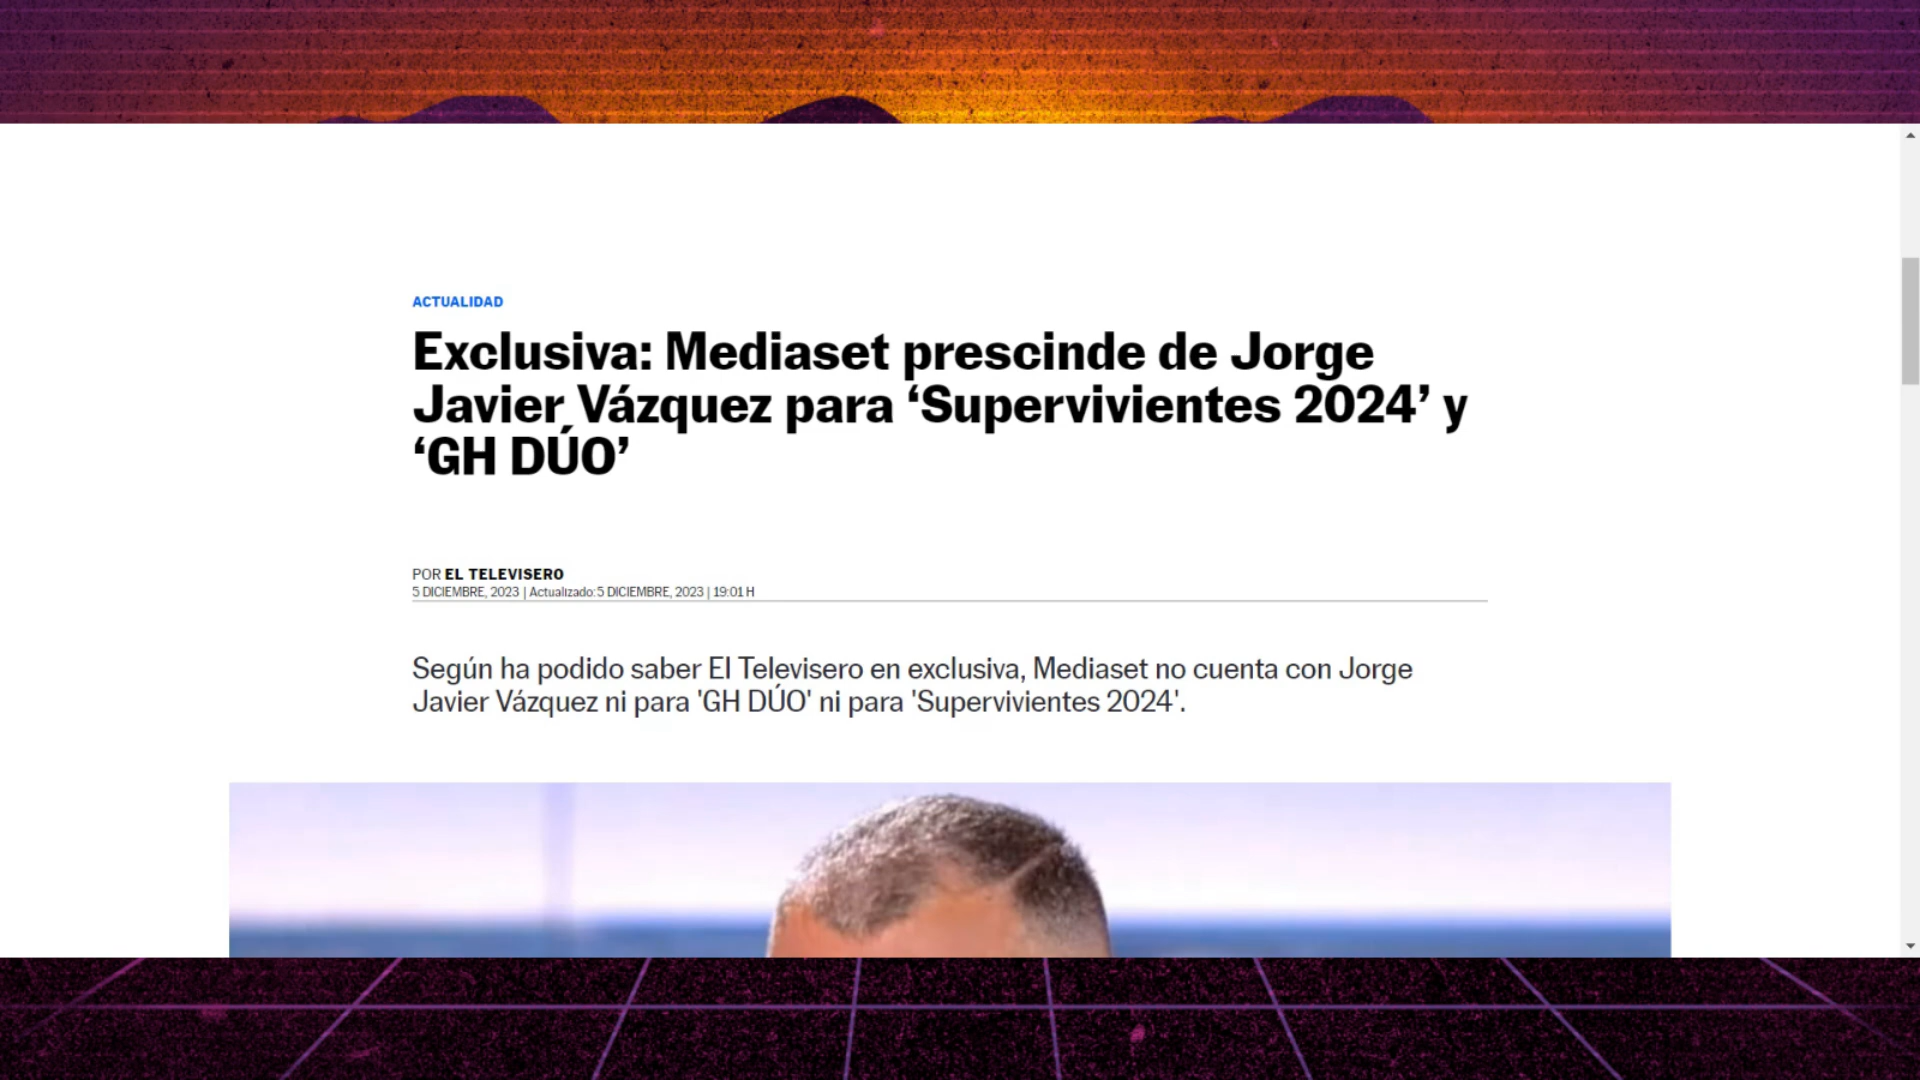 ACTUALIDAD
Exclusiva: Mediaset prescinde de Jorge
Javier Vázquez para ‘Supervivientes 2024’ y
‘GH DÚO’
POR EL TELEVISERO
5 DICIEMBRE, 2023 | Actualizado:5 DICIEMBRE, 2023 | 19:01 H
Según ha podido saber El Televisero en exclusiva, Mediaset no cuenta con Jorge
Javier Vázquez ni para 'GH DÚO' ni para 'Supervivientes 2024'.